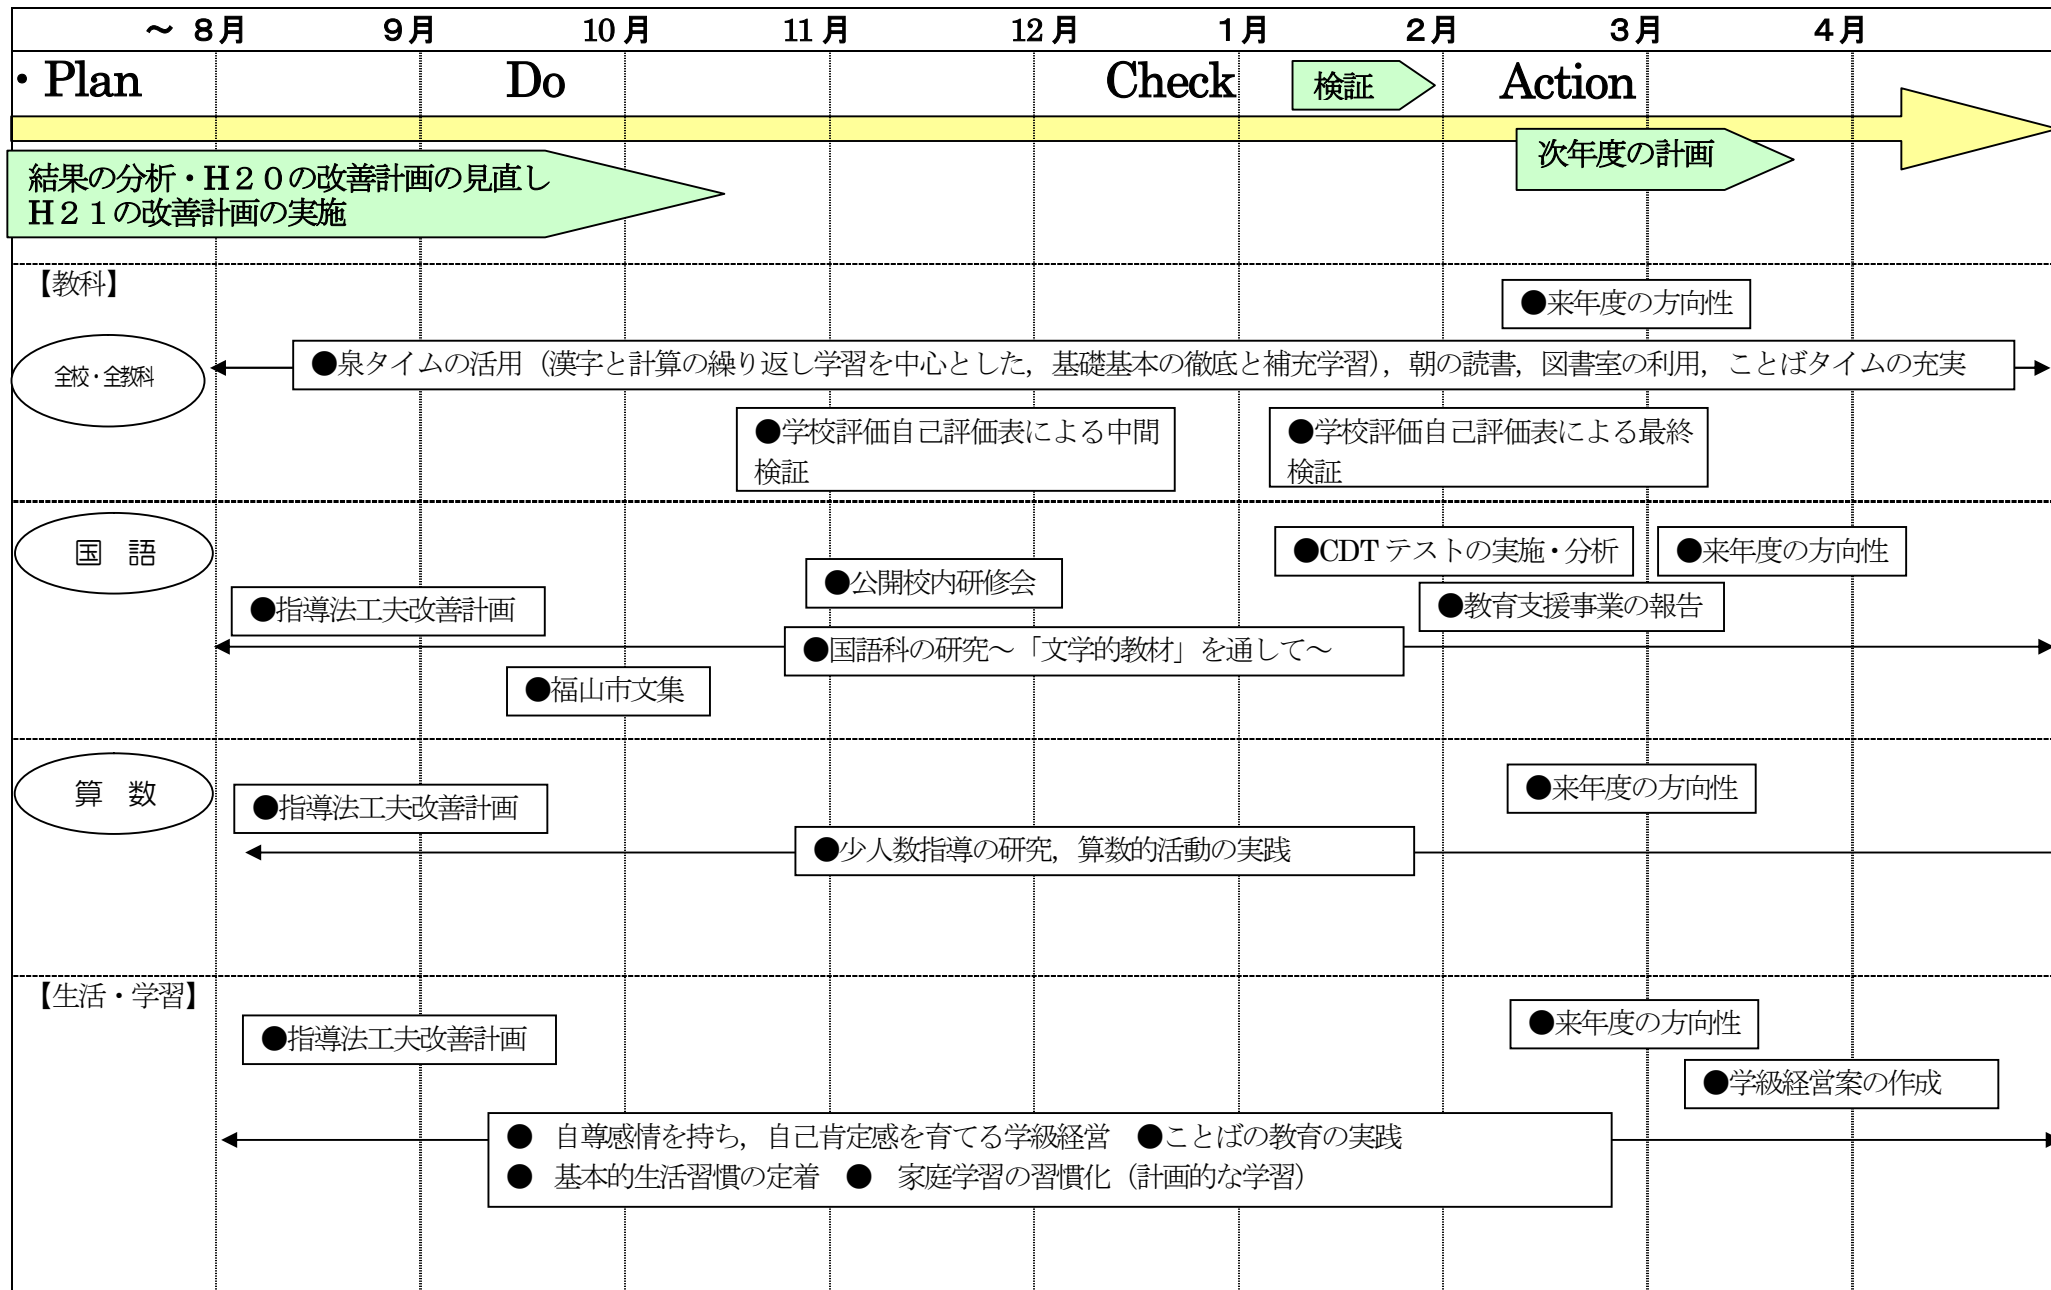 ～ 8月 9月 10月 11月 12月 1月 2月 3月 4月
・Plan Do Check 検証 Action
次年度の計画
結果の分析・H２０の改善計画の見直し
H２１の改善計画の実施
【教科】
●来年度の方向性
全校・全教科
●泉タイムの活用（漢字と計算の繰り返し学習を中心とした，基礎基本の徹底と補充学習），朝の読書，図書室の利用，ことばタイムの充実
●学校評価自己評価表による中間
検証
●学校評価自己評価表による最終
検証
国　語
●CDTテストの実施・分析
●来年度の方向性
●公開校内研修会
●指導法工夫改善計画
●教育支援事業の報告
●国語科の研究～「文学的教材」を通して～
●福山市文集
算　数
●来年度の方向性
●指導法工夫改善計画
●少人数指導の研究，算数的活動の実践
【生活・学習】
●来年度の方向性
●指導法工夫改善計画
●学級経営案の作成
●　自尊感情を持ち，自己肯定感を育てる学級経営　●ことばの教育の実践
●　基本的生活習慣の定着　●　家庭学習の習慣化（計画的な学習）